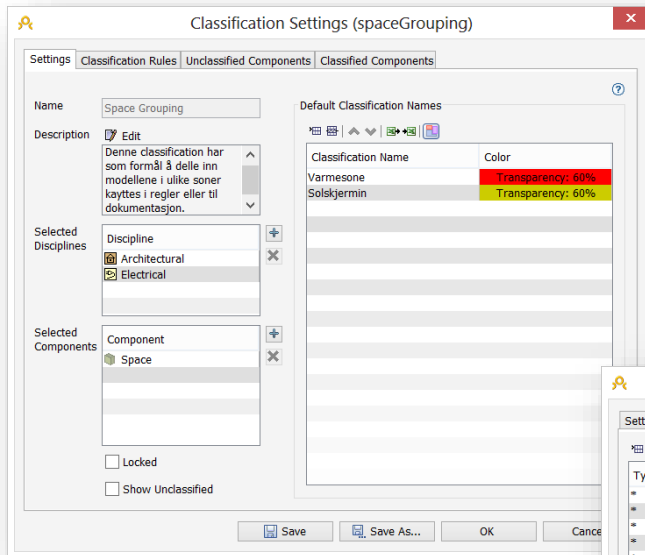 Classification Settings (spaceGrouping)
Settings
Classification Rules
Unclassified Components
Classified Components
Name
Space Grouping
Description
Edit
Denne classification har
som formål å delle inn
modellene i ulike soner
kayttes i regler eller til
dokumentasjon.
Selected
Disciplines
Discipline
Architectural
Electrical
Selected
Components
Component
Space
Locked
Show Unclassified
Default Classification Names
Classification Name
Color
Varmesone
Transparency: 60%
Solskjermin
Transparency: 60%
Save
Save As...
OK
Cance
Sett
Ty
*
*
*
*